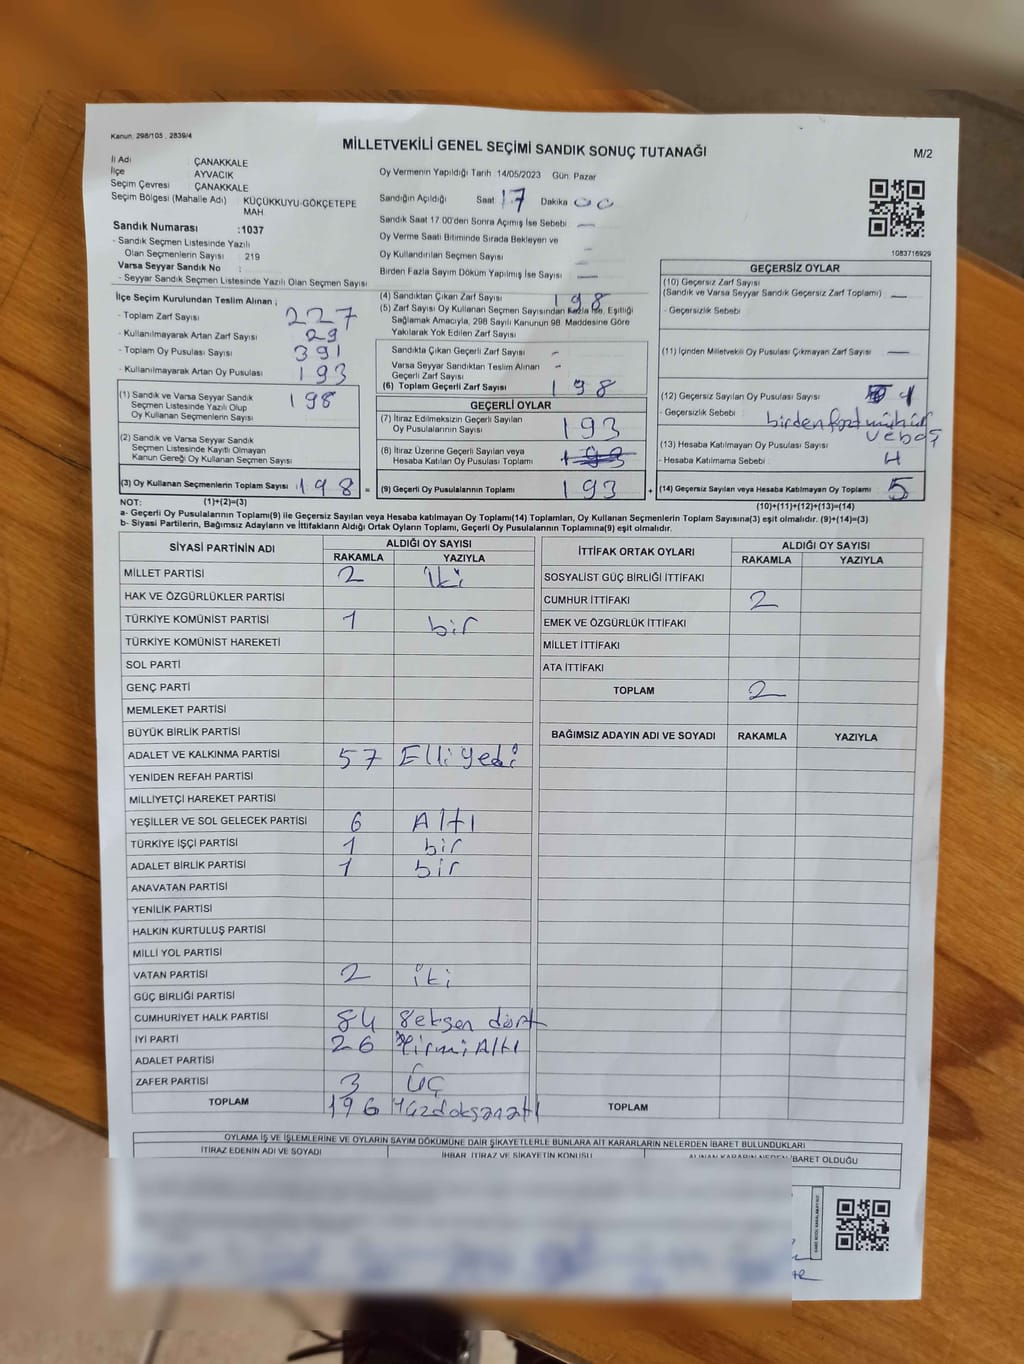 Kanun. 298/105 , 2839/4
MİLLETVEKİLİ GENEL SEÇİMİ SANDIK SONUÇ TUTANAĞI
M/2
İl Adı ÇANAKKALE
İlçe AYVACIK
Seçim Çevresi ÇANAKKALE
Seçim Bölgesi (Mahalle Adı) KÜÇÜKKUYU-GÖKÇETEPE MAH
Sandık Numarası :1037
- Sandık Seçmen Listesinde Yazılı
Olan Seçmenlerin Sayısı 219
Varsa Seyyar Sandık No :
- Seyyar Sandık Seçmen Listesinde Yazılı Olan Seçmen Sayısı
Oy Vermenin Yapıldığı Tarih 14/05/2023 Gün. Pazar
Sandığın Açıldığı Saat 17 Dakika 00
Sandık Saat 17.00'den Sonra Açımış İse Sebebi —
Oy Verme Saati Bitiminde Sırada Bekleyen ve
Oy Kullandırılan Seçmen Sayısı —
Birden Fazla Sayım Döküm Yapılmış İse Sayısı —
1083716929
İlçe Seçim Kurulundan Teslim Alınan ;
- Toplam Zarf Sayısı 227
- Kullanılmayarak Artan Zarf Sayısı 29
- Toplam Oy Pusulası Sayısı 391
- Kullanılmayarak Artan Oy Pusulası 193
(1) Sandık ve Varsa Seyyar Sandık
Seçmen Listesinde Yazılı Olup
Oy Kullanan Seçmenlerin Sayısı 198
(2) Sandık ve Varsa Seyyar Sandık
Seçmen Listesinde Kayıtlı Olmayan
Kanun Gereği Oy Kullanan Seçmen Sayısı
(3) Oy Kullanan Seçmenlerin Toplam Sayısı 198 =
(4) Sandıktan Çıkan Zarf Sayısı 198
(5) Zarf Sayısı Oy Kullanan Seçmen Sayısından Fazla İse, Eşitliği
Sağlamak Amacıyla, 298 Sayılı Kanunun 98 Maddesine Göre
Yakılarak Yok Edilen Zarf Sayısı
Sandıkta Çıkan Geçerli Zarf Sayısı -
Varsa Seyyar Sandıktan Teslim Alınan
Geçerli Zarf Sayısı -
(6) Toplam Geçerli Zarf Sayısı 198
GEÇERLİ OYLAR
(7) İtiraz Edilmeksizin Geçerli Sayılan
Oy Pusulalarının Sayısı 193
(8) İtiraz Üzerine Geçerli Sayılan veya
Hesaba Katılan Oy Pusulası Toplamı
(9) Geçerli Oy Pusulalarının Toplamı 193 +
GEÇERSİZ OYLAR
(10) Geçersiz Zarf Sayısı
(Sandık ve Varsa Seyyar Sandık Geçersiz Zarf Toplamı) —
- Geçersizlik Sebebi
(11) İçinden Milletvekili Oy Pusulası Çıkmayan Zarf Sayısı —
(12) Geçersiz Sayılan Oy Pusulası Sayısı 1
- Geçersizlik Sebebi : birden fazl mühür
ve boş
(13) Hesaba Katılmayan Oy Pusulası Sayısı
- Hesaba Katılmama Sebebi 4
(14) Geçersiz Sayılan veya Hesaba Katılmayan Oy Toplamı 5
NOT: (1)+(2)=(3)
(10)+(11)+(12)+(13)=(14)
a- Geçerli Oy Pusulalarının Toplamı(9) ile Geçersiz Sayılan veya Hesaba katılmayan Oy Toplamı(14) Toplamları, Oy Kullanan Seçmenlerin Toplam Sayısına(3) eşit olmalıdır. (9)+(14)=(3)
b- Siyasi Partilerin, Bağımsız Adayların ve İttifakların Aldığı Ortak Oyların Toplamı, Geçerli Oy Pusulalarının Toplamına(9) eşit olmalıdır.
SİYASİ PARTİNİN ADI ALDIĞI OY SAYISI
RAKAMLA YAZIYLA
MİLLET PARTİSİ 2 iki
HAK VE ÖZGÜRLÜKLER PARTİSİ
TÜRKİYE KOMÜNİST PARTİSİ 1 bir
TÜRKİYE KOMÜNİST HAREKETİ
SOL PARTİ
GENÇ PARTİ
MEMLEKET PARTİSİ
BÜYÜK BİRLİK PARTİSİ
ADALET VE KALKINMA PARTİSİ 57 Elli yedi
YENİDEN REFAH PARTİSİ
MİLLİYETÇİ HAREKET PARTİSİ
YEŞİLLER VE SOL GELECEK PARTİSİ 6 Altı
TÜRKİYE İŞÇİ PARTİSİ 1 bir
ADALET BİRLİK PARTİSİ 1 bir
ANAVATAN PARTİSİ
YENİLİK PARTİSİ
HALKIN KURTULUŞ PARTİSİ
MİLLİ YOL PARTİSİ
VATAN PARTİSİ 2 iki
GÜÇ BİRLİĞİ PARTİSİ
CUMHURİYET HALK PARTİSİ 84 Seksen dört
İYİ PARTİ 26 Yirmi Altı
ADALET PARTİSİ
ZAFER PARTİSİ 3 ÜÇ
TOPLAM 196 Yüzdoksanaltı
İTTİFAK ORTAK OYLARI ALDIĞI OY SAYISI
RAKAMLA YAZIYLA
SOSYALİST GÜÇ BİRLİĞİ İTTİFAKI
CUMHUR İTTİFAKI 2
EMEK VE ÖZGÜRLÜK İTTİFAKI
MİLLET İTTİFAKI
ATA İTTİFAKI
TOPLAM 2
BAĞIMSIZ ADAYIN ADI VE SOYADI RAKAMLA YAZIYLA
TOPLAM
OYLAMA İŞ VE İŞLEMLERİNE VE OYLARIN SAYIM DÖKÜMÜNE DAİR ŞİKAYETLERLE BUNLARA AİT KARARLARIN NELERDEN İBARET BULUNDUKLARI
İTİRAZ EDENİN ADI VE SOYADI İHBAR, İTİRAZ VE ŞİKAYETİN KONUSU ALINAN KARARIN NEDEN İBARET OLDUĞU